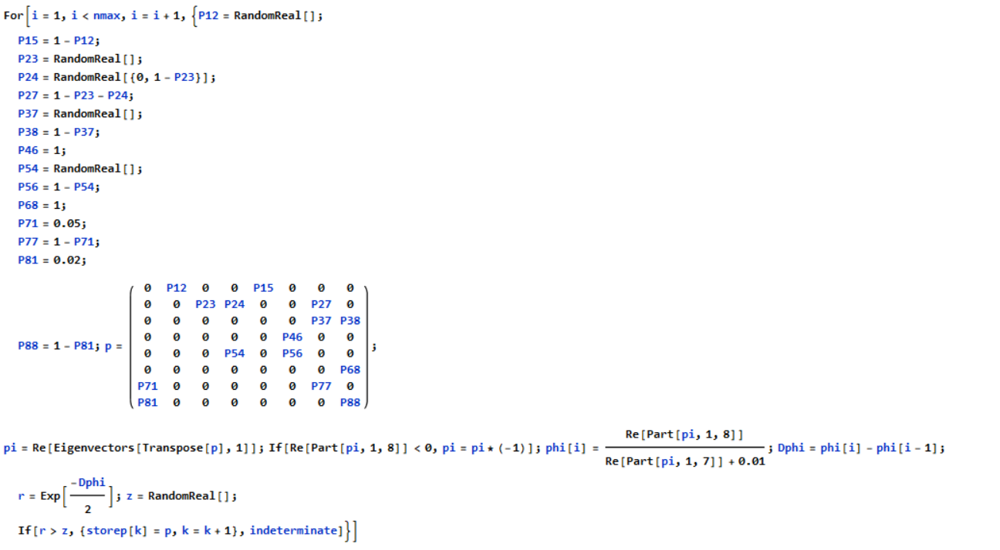 For[i = 1, i < nmax, i = i + 1, {P12 = RandomReal[];
P15 = 1 - P12;
P23 = RandomReal[];
P24 = RandomReal[{0, 1 - P23}];
P27 = 1 - P23 - P24;
P37 = RandomReal[];
P38 = 1 - P37;
P46 = 1;
P54 = RandomReal[];
P56 = 1 - P54;
P68 = 1;
P71 = 0.05;
P77 = 1 - P71;
P81 = 0.02;
P88 = 1 - P81; p = (
0 P12 0 0 P15 0 0 0
0 0 P23 P24 0 0 P27 0
0 0 0 0 0 0 P37 P38
0 0 0 0 0 P46 0 0
0 0 0 P54 0 P56 0 0
0 0 0 0 0 0 0 P68
P71 0 0 0 0 0 P77 0
P81 0 0 0 0 0 0 P88
);
pi = Re[Eigenvectors[Transpose[p], 1]]; If[Re[Part[pi, 1, 8]] < 0, pi = pi * (-1)]; phi[i] = Re[Part[pi, 1, 8]] / Re[Part[pi, 1, 7]] + 0.01 ; Dphi = phi[i] - phi[i - 1];
r = Exp[-Dphi / 2]; z = RandomReal[];
If[r > z, {storep[k] = p, k = k + 1}, indeterminate]}]